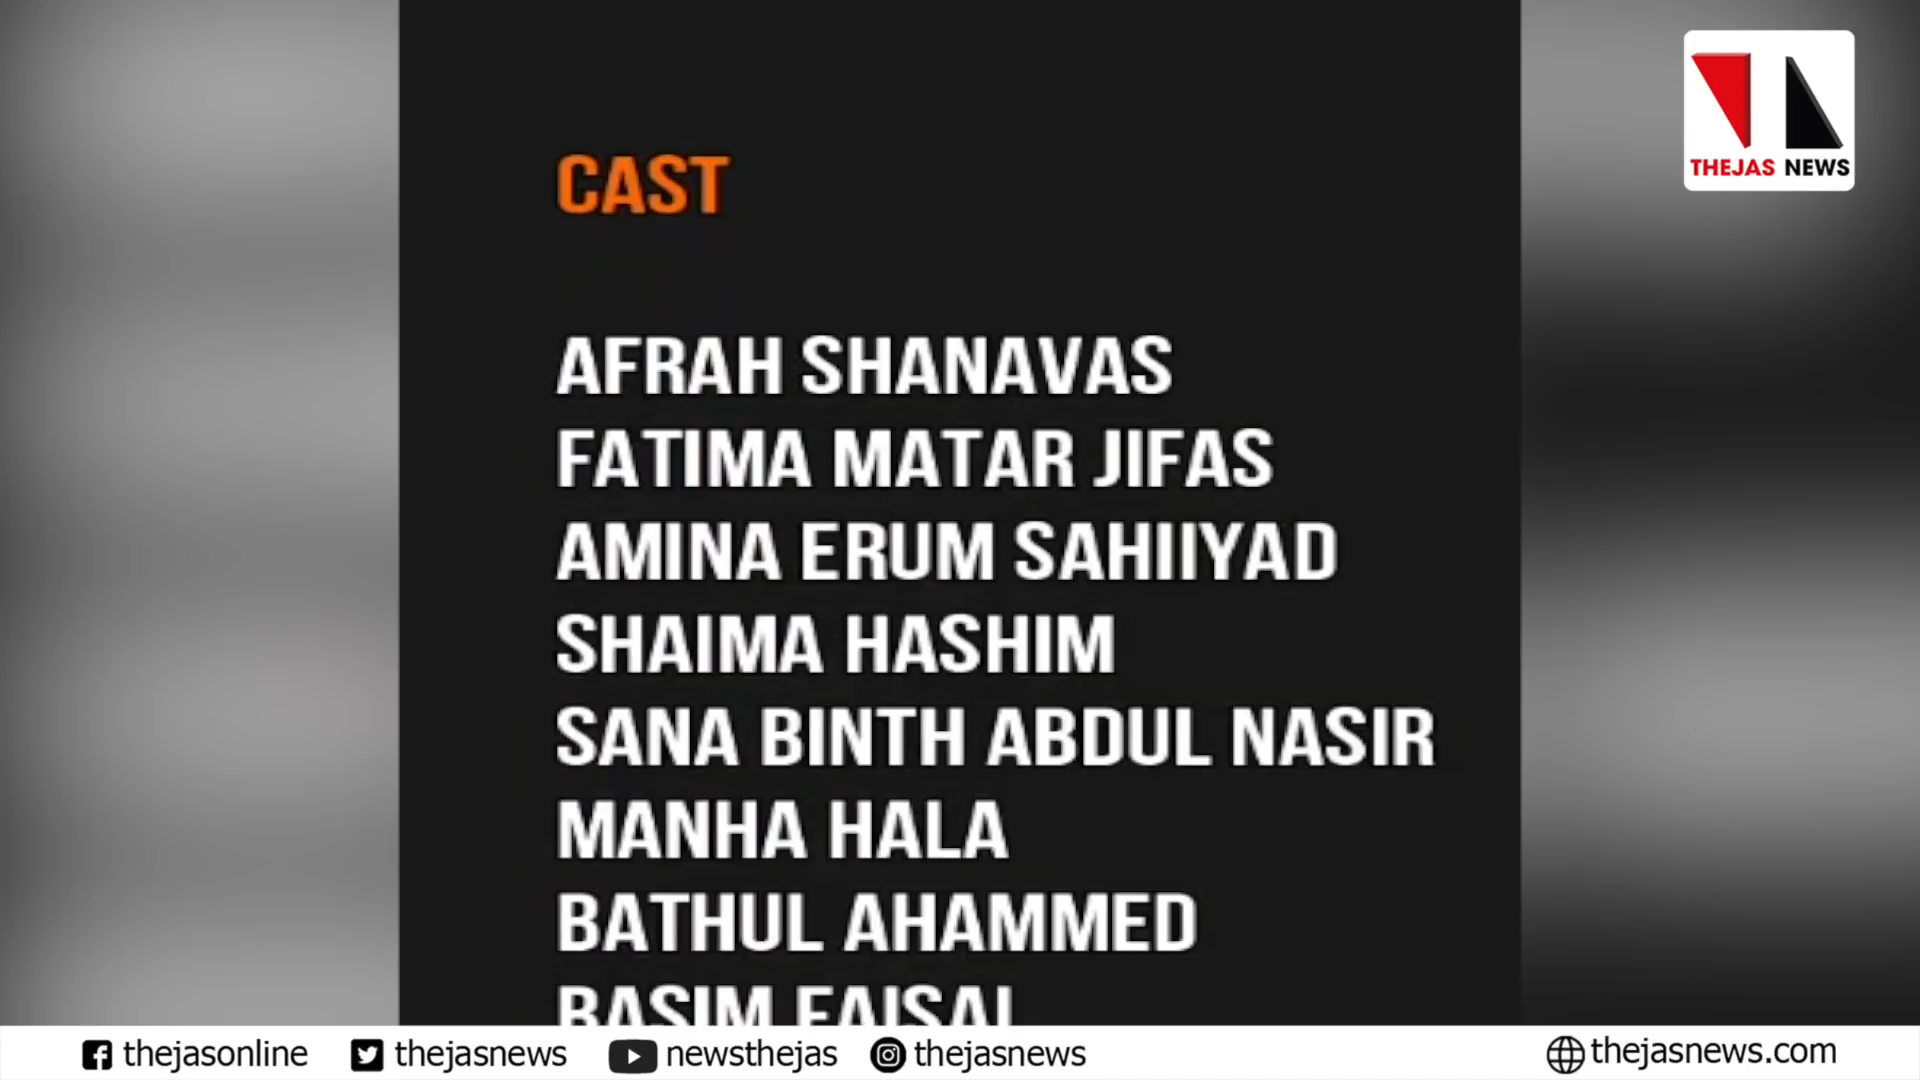 THEJAS NEWS
CAST
AFRAH SHANAVAS
FATIMA MATAR JIFAS
AMINA ERUM SAHIIYAD
SHAIMA HASHIM
SANA BINTH ABDUL NASIR
MANHA HALA
BATHUL AHAMMED
FAISAL
thejasonline thejasnews newsthejas thejasnews thejasnews.com